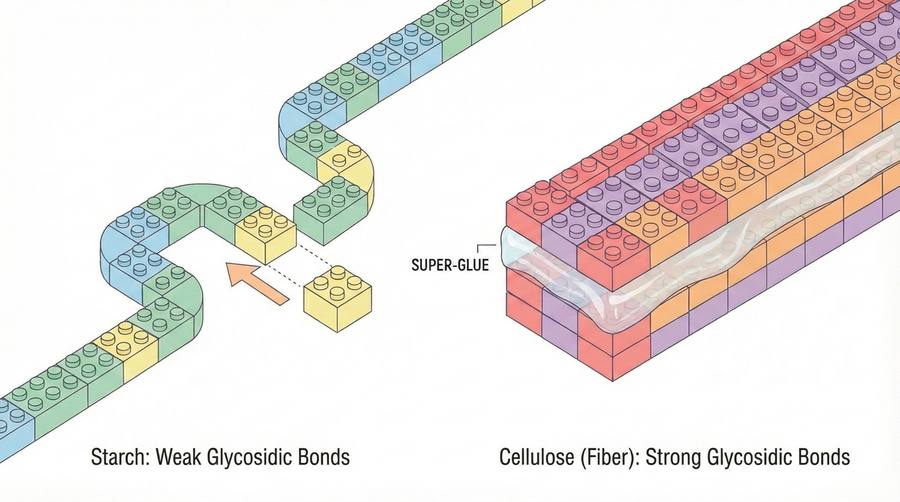 SUPER-GLUE
Starch: Weak Glycosidic Bonds
Cellulose (Fiber): Strong Glycosidic Bonds